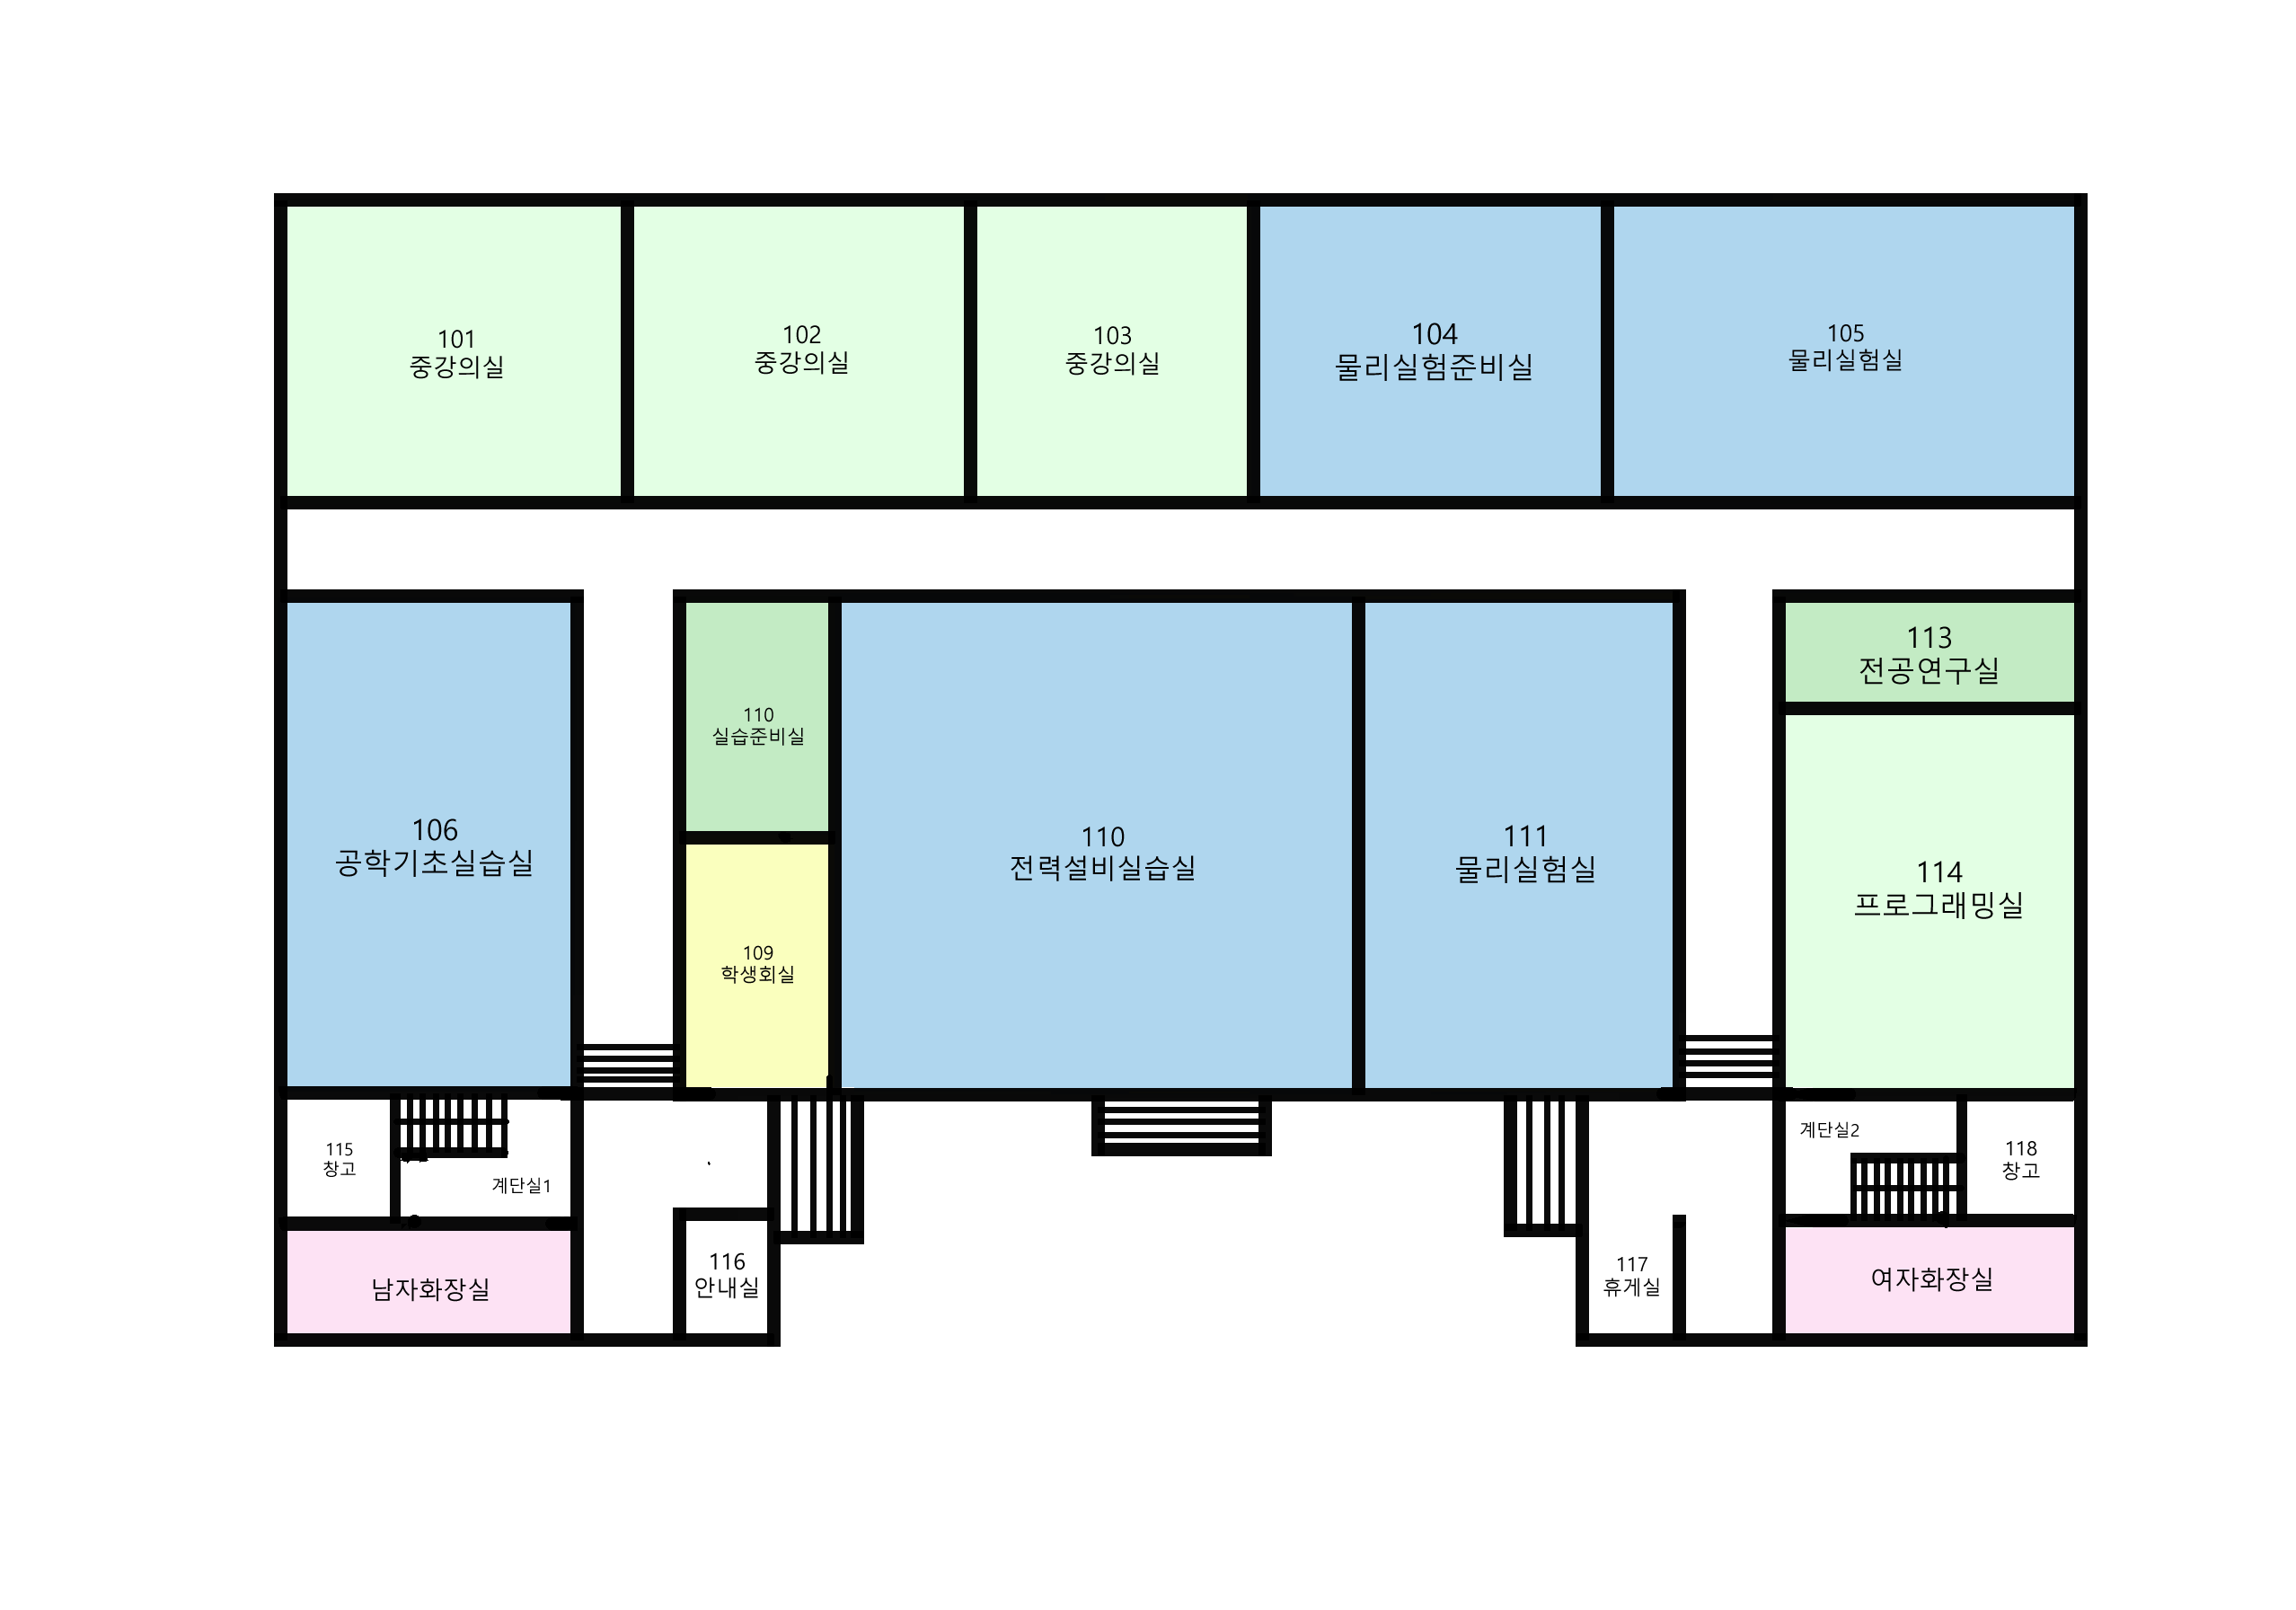 101
중강의실
102
중강의실
103
중강의실
104
물리실험준비실
105
물리실험실
113
전공연구실
110
실습준비실
106
공학기초실습실
110
전력설비실습실
111
물리실험실
114
프로그래밍실
109
학생회실
115
창고
계단실1
계단실2
118
창고
116
안내실
117
휴게실
남자화장실
여자화장실